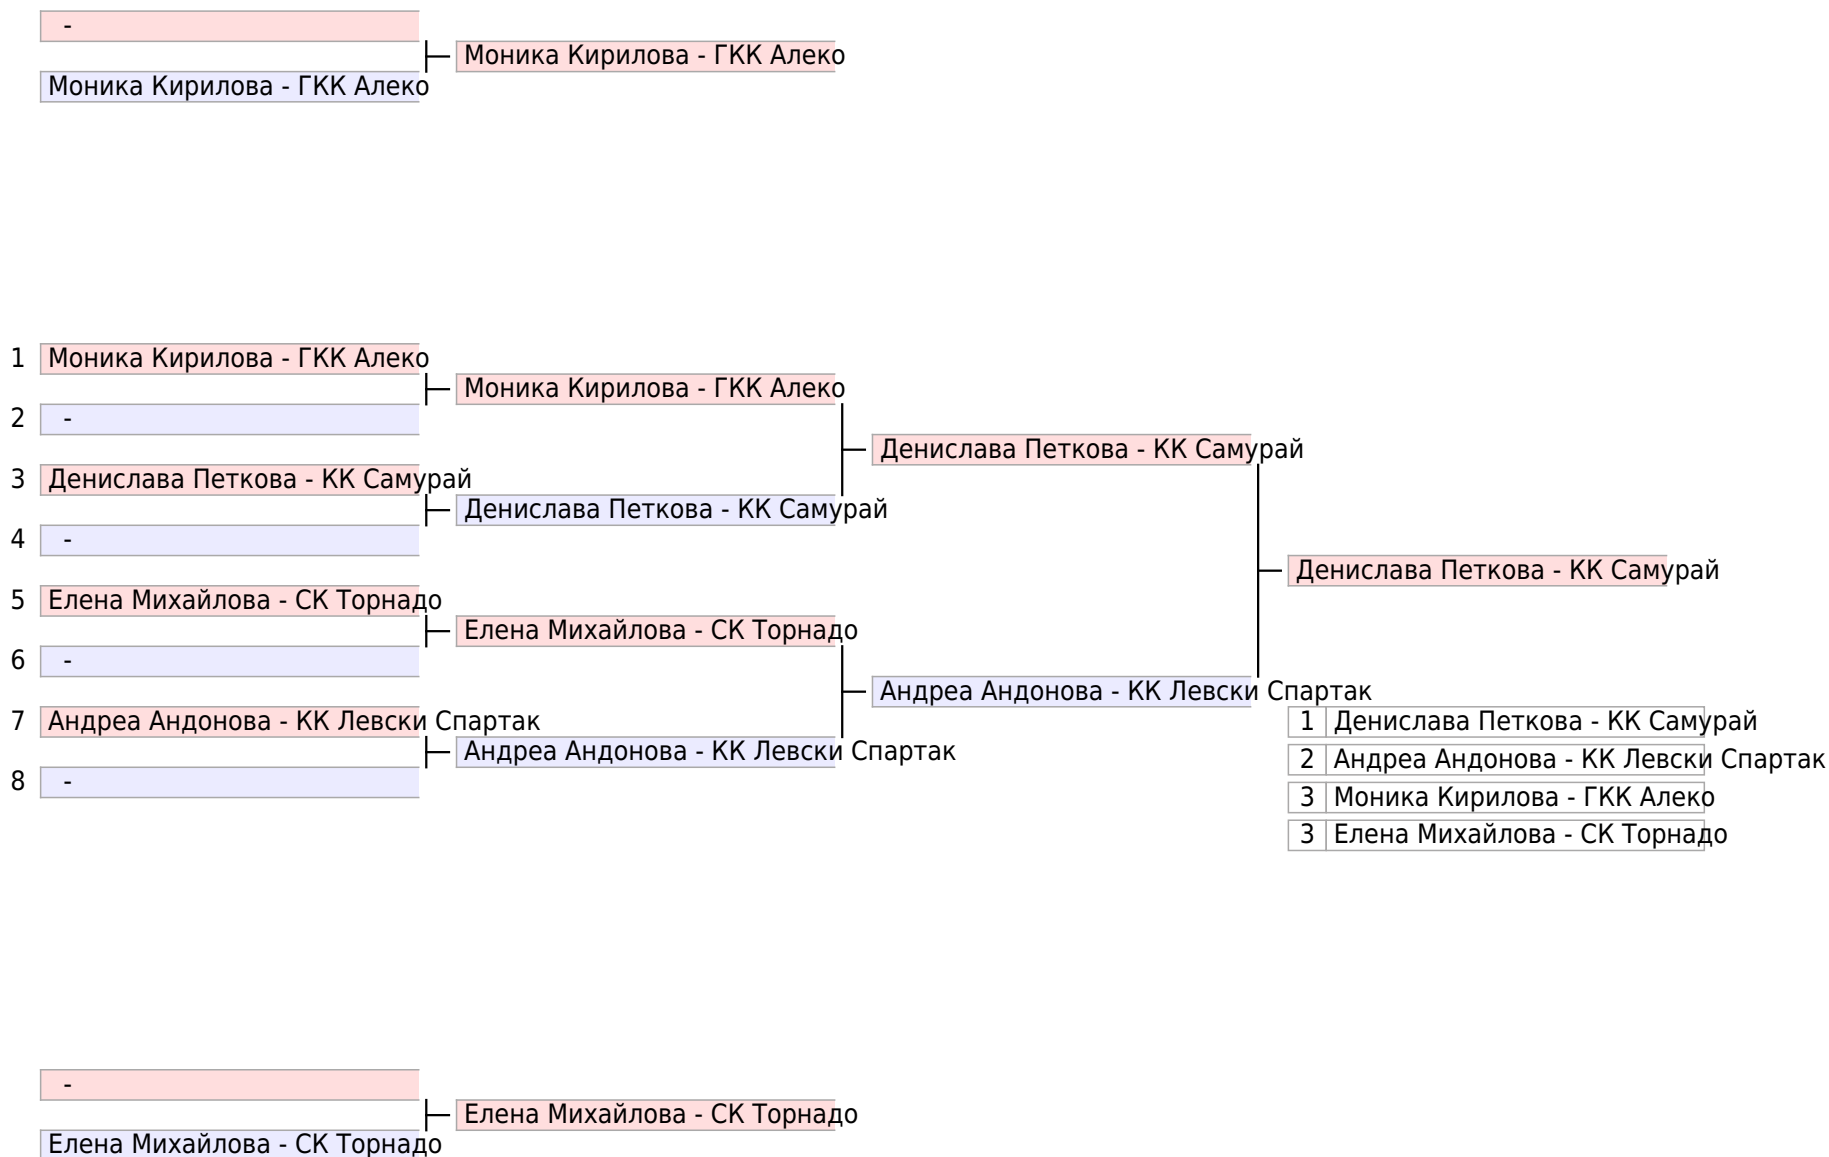 -
Моника Кирилова - ГКК Алеко
Моника Кирилова - ГКК Алеко
1 Моника Кирилова - ГКК Алеко
Моника Кирилова - ГКК Алеко
2 -
Денислава Петкова - КК Самурай
3 Денислава Петкова - КК Самурай
Денислава Петкова - КК Самурай
4 -
Денислава Петкова - КК Самурай
5 Елена Михайлова - СК Торнадо
Елена Михайлова - СК Торнадо
6 -
Андреа Андонова - КК Левски Спартак
7 Андреа Андонова - КК Левски Спартак
Андреа Андонова - КК Левски Спартак
8 -
1 Денислава Петкова - КК Самурай
2 Андреа Андонова - КК Левски Спартак
3 Моника Кирилова - ГКК Алеко
3 Елена Михайлова - СК Торнадо
-
Елена Михайлова - СК Торнадо
Елена Михайлова - СК Торнадо